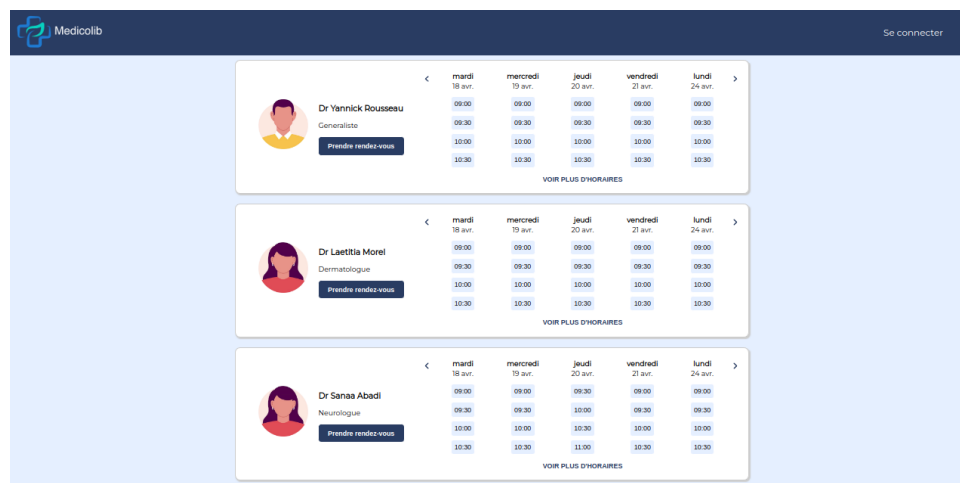 Medicolib
Se connecter
mardi mercredi jeudi vendredi lundi
18 avr. 19 avr. 20 avr. 21 avr. 24 avr.
Dr Yannick Rousseau
Generaliste
Prendre rendez-vous
09:00 09:00 09:00 09:00 09:00
09:30 09:30 09:30 09:30 09:30
10:00 10:00 10:00 10:00 10:00
10:30 10:30 10:30 10:30 10:30
VOIR PLUS D'HORAIRES
mardi mercredi jeudi vendredi lundi
18 avr. 19 avr. 20 avr. 21 avr. 24 avr.
Dr Laetitia Morel
Dermatologue
Prendre rendez-vous
09:00 09:00 09:00 09:00 09:00
09:30 09:30 09:30 09:30 09:30
10:00 10:00 10:00 10:00 10:00
10:30 10:30 10:30 10:30 10:30
VOIR PLUS D'HORAIRES
mardi mercredi jeudi vendredi lundi
18 avr. 19 avr. 20 avr. 21 avr. 24 avr.
Dr Sanaa Abadi
Neurologue
Prendre rendez-vous
09:00 09:00 09:30 09:00 09:00
09:30 09:30 10:00 09:30 09:30
10:00 10:00 10:30 10:00 10:00
10:30 10:30 11:00 10:30 10:30
VOIR PLUS D'HORAIRES